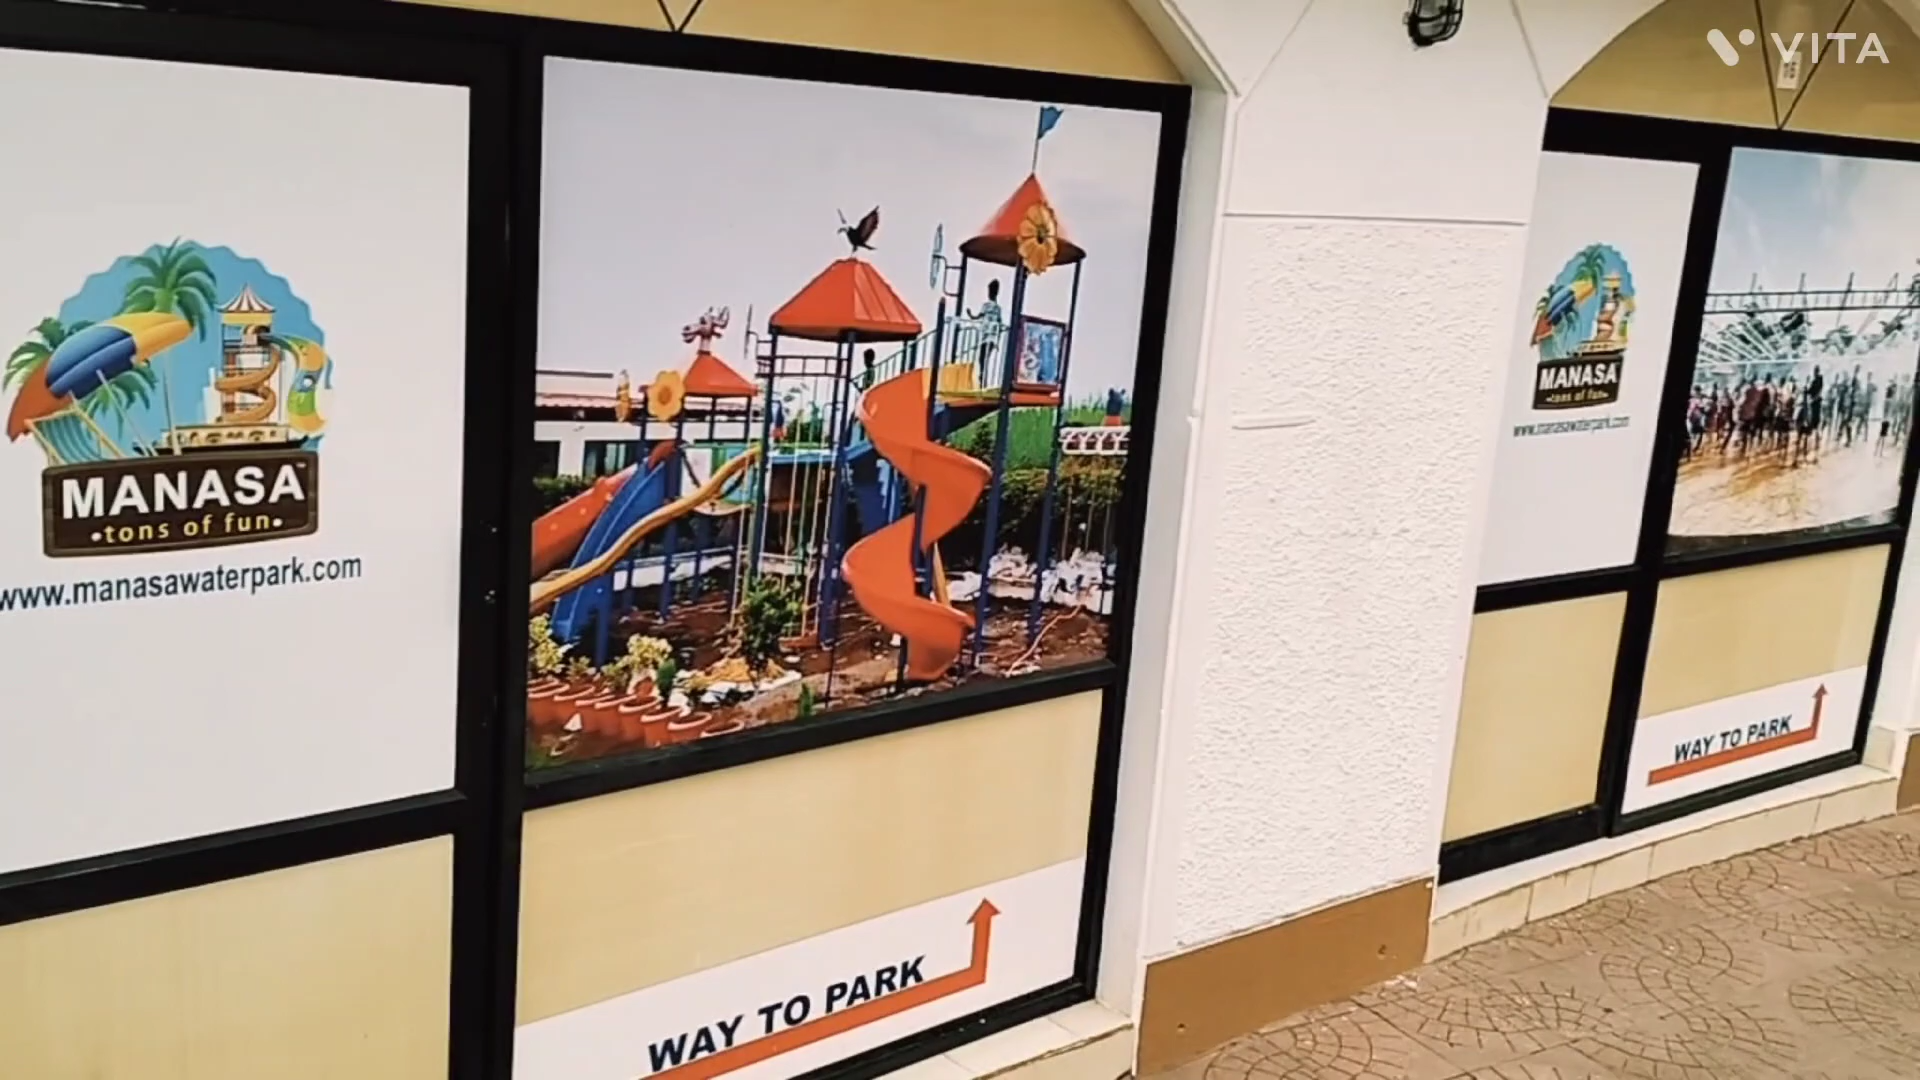 VITA
MANASA™
•tons of fun•
www.manasawaterpark.com
WAY TO PARK
MANASA
•tons of fun•
www.manasawaterpark.com
WAY TO PARK